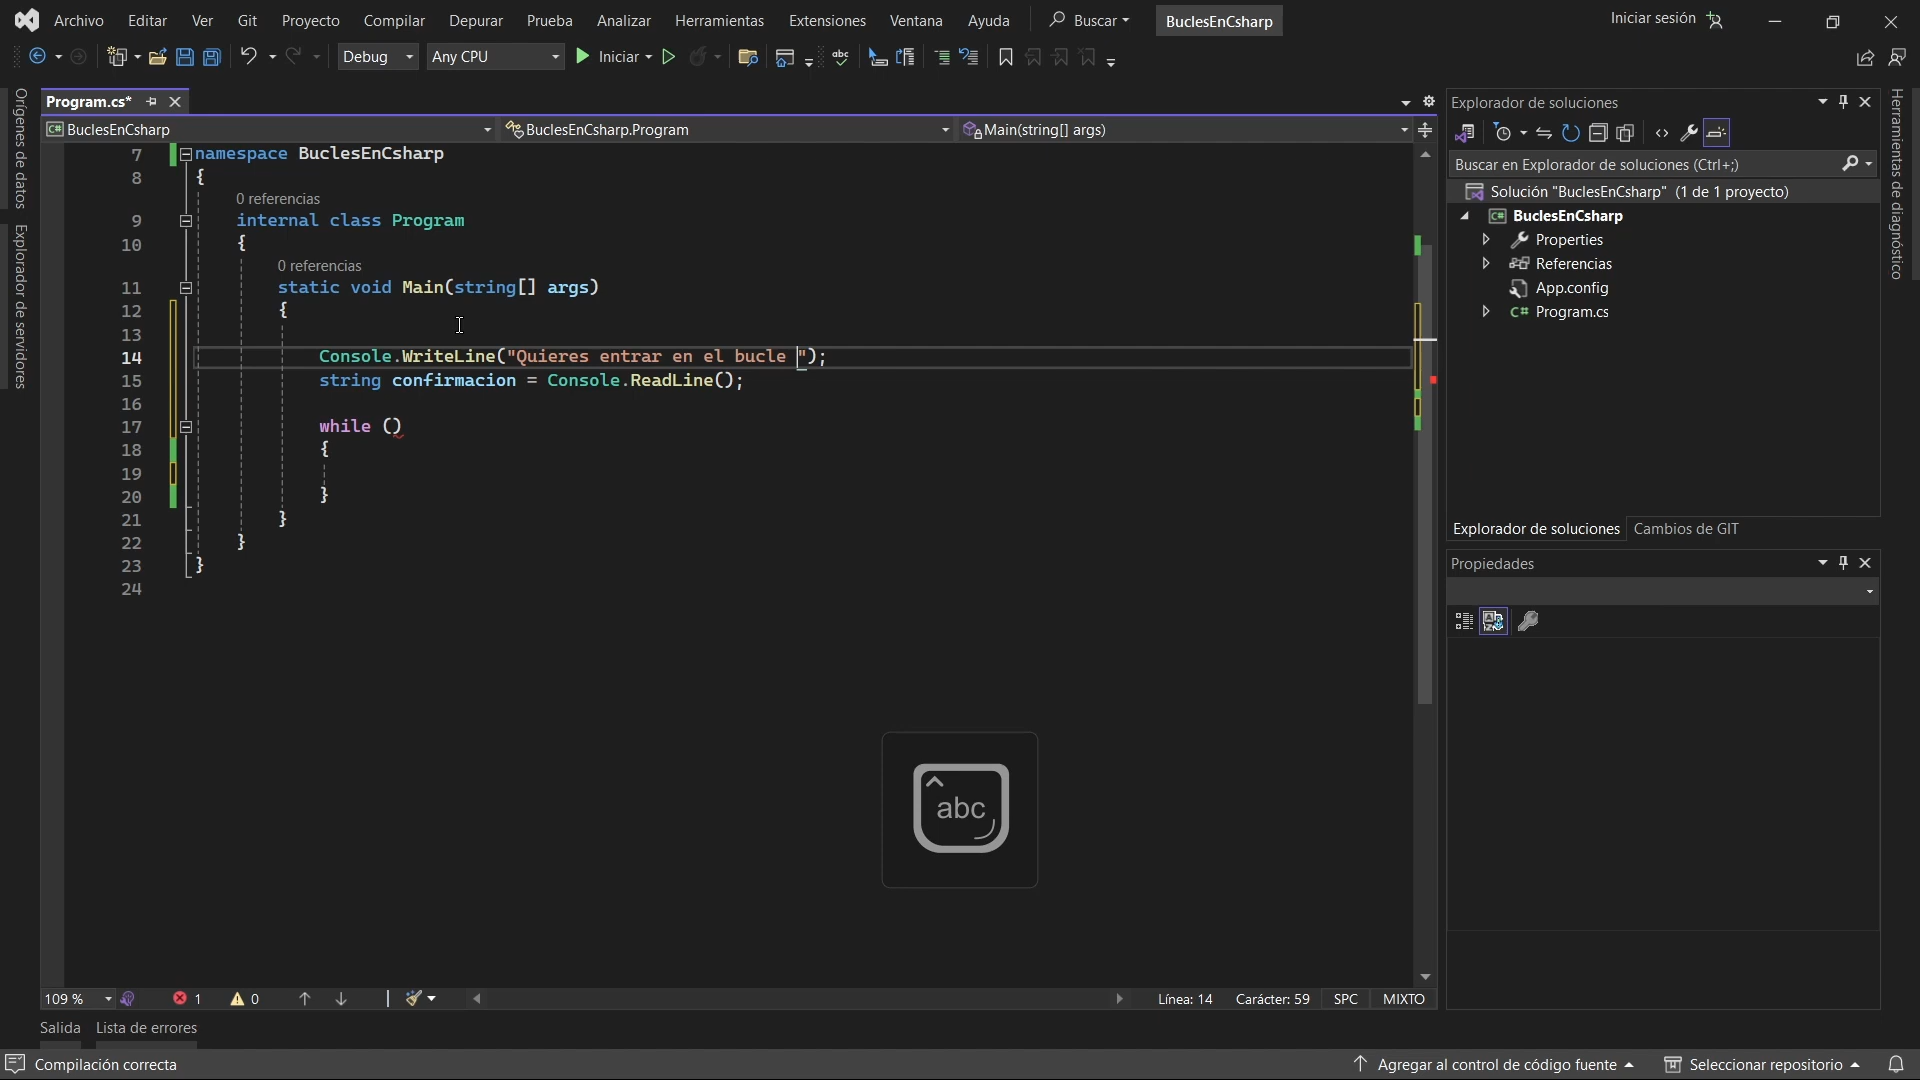 Archivo Editar Ver Git Proyecto Compilar Depurar Prueba Analizar Herramientas Extensiones Ventana Ayuda Buscar BuclesEnCsharp Iniciar sesión
Debug Any CPU Iniciar abc
Orígenes de datos
Explorador de servidores
Program.cs*
BuclesEnCsharp BuclesEnCsharp.Program Main(string[] args)
7 namespace BuclesEnCsharp
8 {
0 referencias
9 internal class Program
10 {
0 referencias
11 static void Main(string[] args)
12 {
13
14 Console.WriteLine("Quieres entrar en el bucle ");
15 string confirmacion = Console.ReadLine();
16
17 while ()
18 {
19
20 }
21 }
22 }
23 }
24
abc
109 % 1 0 Línea: 14 Carácter: 59 SPC MIXTO
Salida Lista de errores
Compilación correcta Agregar al control de código fuente Seleccionar repositorio
Explorador de soluciones
Buscar en Explorador de soluciones (Ctrl+;)
Solución "BuclesEnCsharp" (1 de 1 proyecto)
C# BuclesEnCsharp
Properties
Referencias
App.config
C# Program.cs
Explorador de soluciones Cambios de GIT
Propiedades
Herramientas de diagnóstico